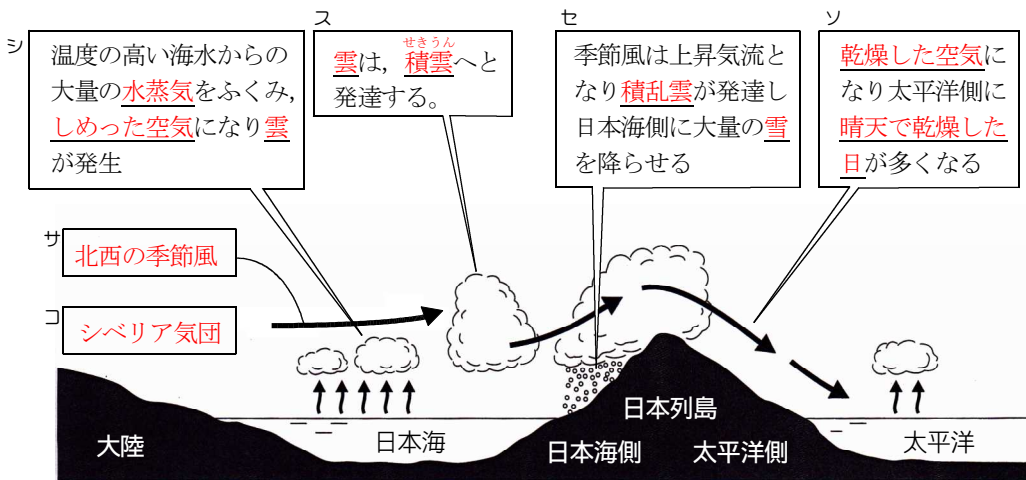 シ
温度の高い海水からの
大量の水蒸気をふくみ,
しめった空気になり雲
が発生
ス
せきうん
雲は, 積雲へと
発達する。
セ
季節風は上昇気流と
なり積乱雲が発達し
日本海側に大量の雪
を降らせる
ソ
乾燥した空気に
なり太平洋側に
晴天で乾燥した
日が多くなる
サ
北西の季節風
コ
シベリア気団
大陸
日本海
日本列島
日本海側
太平洋側
太平洋